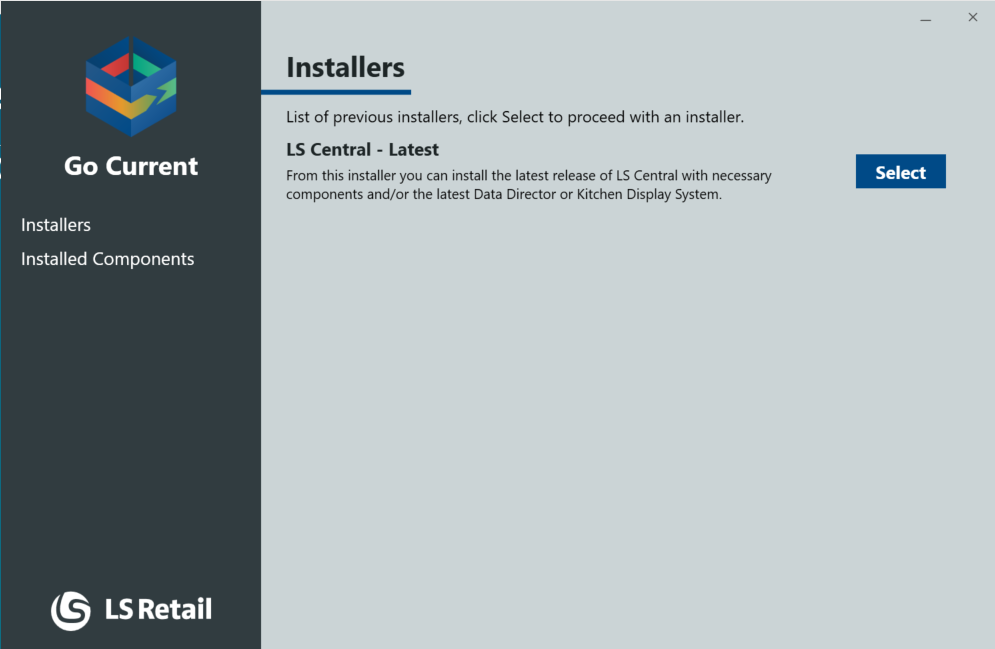 Go Current
Installers
Installed Components
LS Retail
Installers
List of previous installers, click Select to proceed with an installer.
LS Central - Latest
From this installer you can install the latest release of LS Central with necessary
components and/or the latest Data Director or Kitchen Display System.
Select